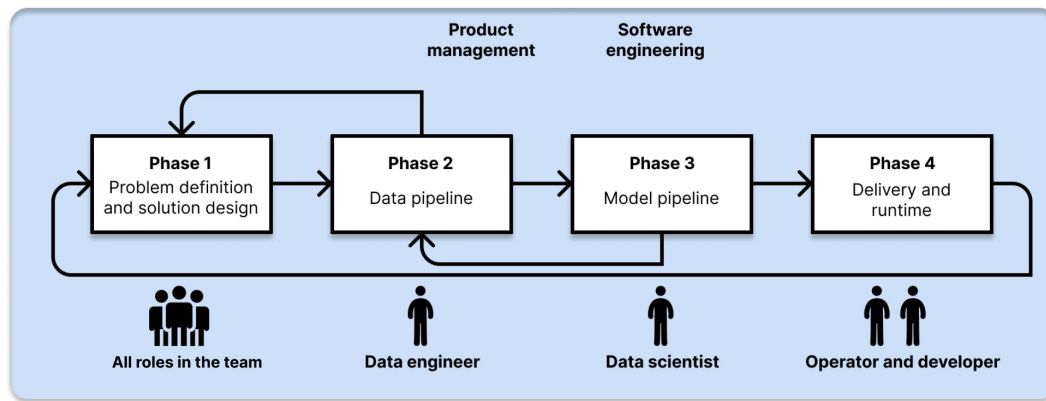 Product
management
Software
engineering
Phase 1
Problem definition
and solution design
Phase 2
Data pipeline
Phase 3
Model pipeline
Phase 4
Delivery and
runtime
All roles in the team
Data engineer
Data scientist
Operator and developer